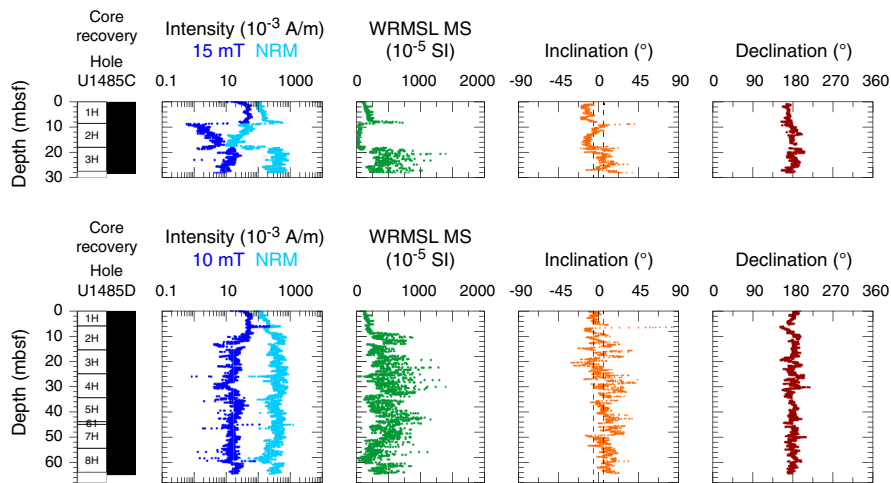 Core recovery
Hole U1485C
Intensity (10-3 A/m)
15 mT NRM
WRMSL MS
(10-5 SI)
Inclination (°)
Declination (°)
0.1 10 1000
0 1000 2000
-90 -45 0 45 90
0 90 180 270 360
Depth (mbsf)
0
10
20
30
1H
2H
3H
Core recovery
Hole U1485D
Intensity (10-3 A/m)
10 mT NRM
WRMSL MS
(10-5 SI)
Inclination (°)
Declination (°)
0.1 10 1000
0 1000 2000
-90 -45 0 45 90
0 90 180 270 360
Depth (mbsf)
0
10
20
30
40
50
60
1H
2H
3H
4H
5H
61
7H
8H